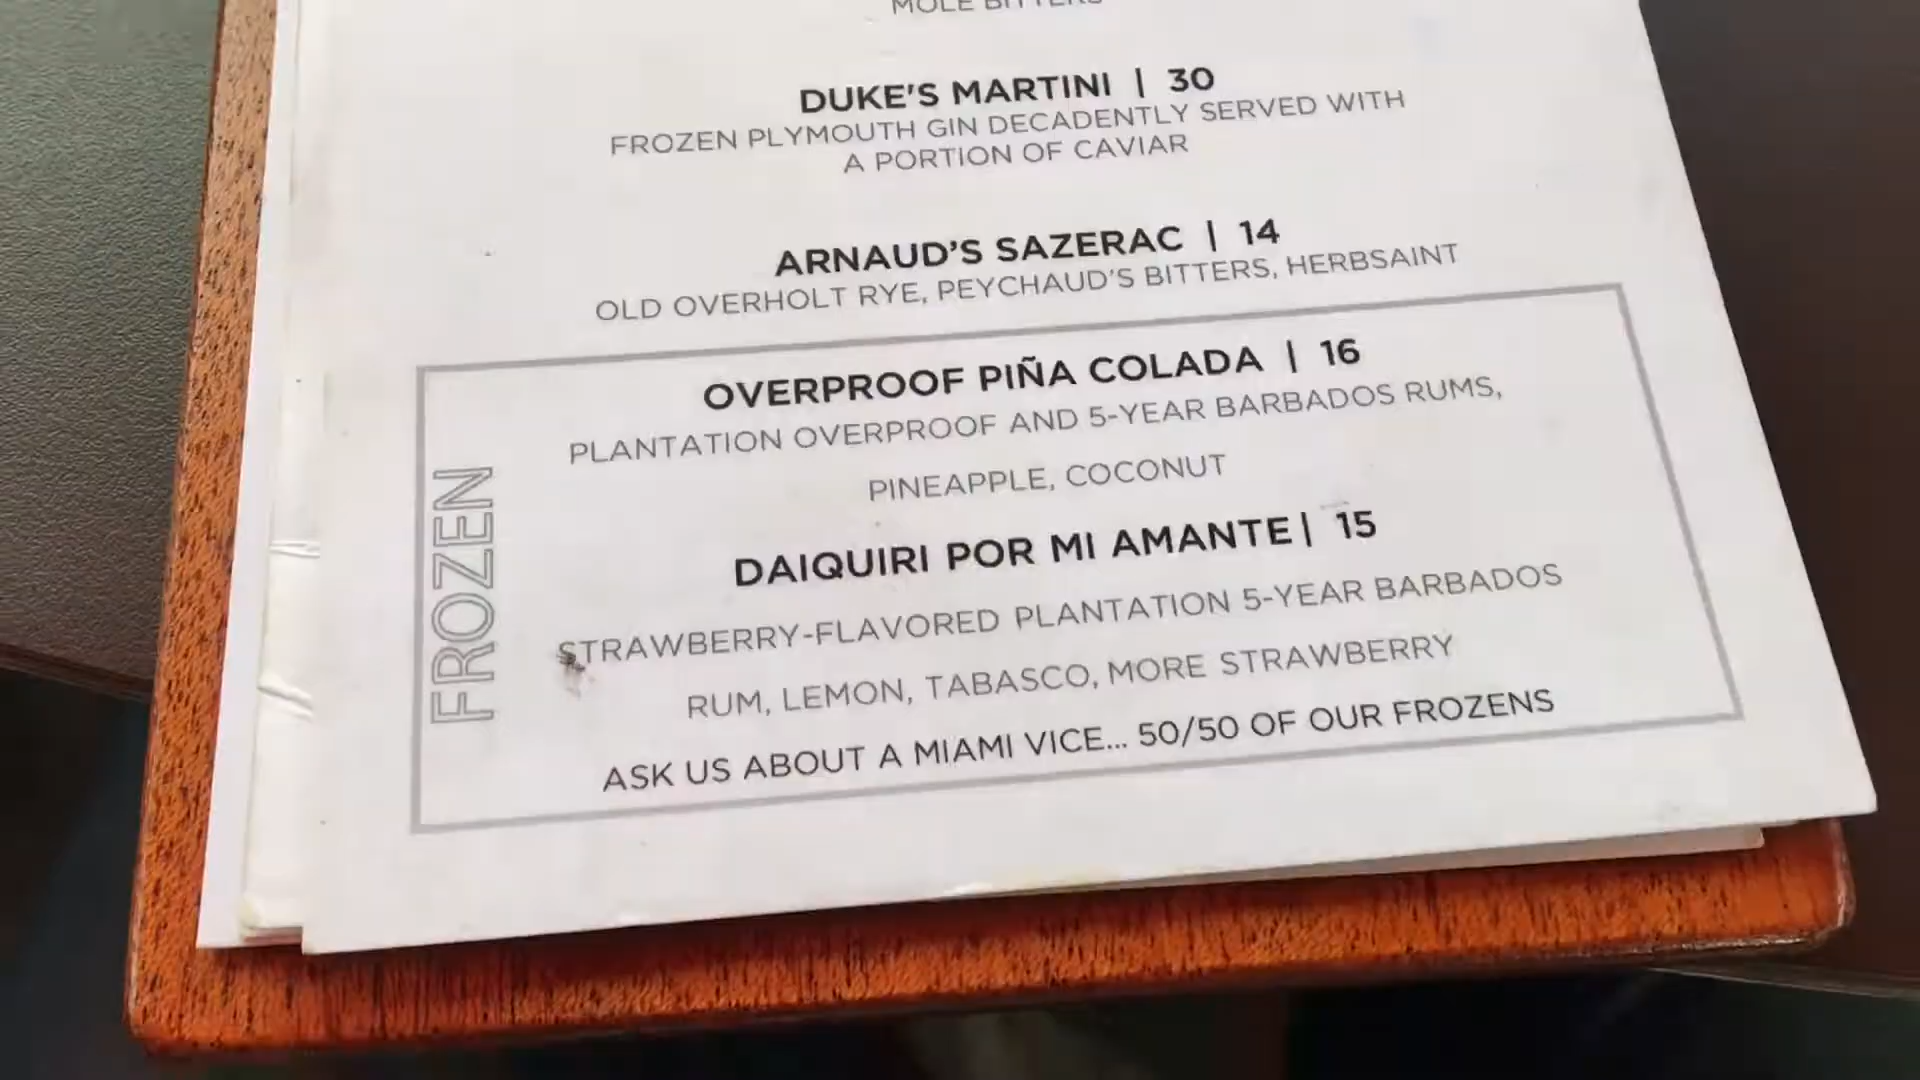 MOLE BITTERS
DUKE'S MARTINI | 30
FROZEN PLYMOUTH GIN DECADENTLY SERVED WITH
A PORTION OF CAVIAR
ARNAUD'S SAZERAC | 14
OLD OVERHOLT RYE, PEYCHAUD'S BITTERS, HERBSAINT
FROZEN
OVERPROOF PIÑA COLADA | 16
PLANTATION OVERPROOF AND 5-YEAR BARBADOS RUMS,
PINEAPPLE, COCONUT
DAIQUIRI POR MI AMANTE| 15
STRAWBERRY-FLAVORED PLANTATION 5-YEAR BARBADOS
RUM, LEMON, TABASCO, MORE STRAWBERRY
ASK US ABOUT A MIAMI VICE... 50/50 OF OUR FROZENS